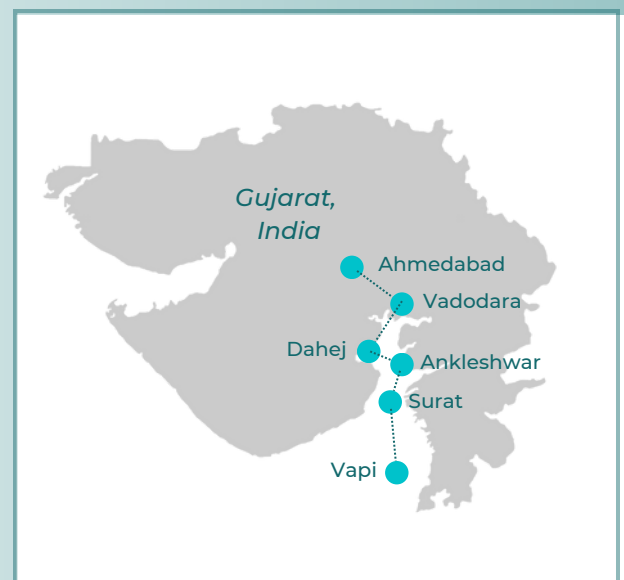 Gujarat,
India
Ahmedabad
Vadodara
Dahej
Ankleshwar
Surat
Vapi